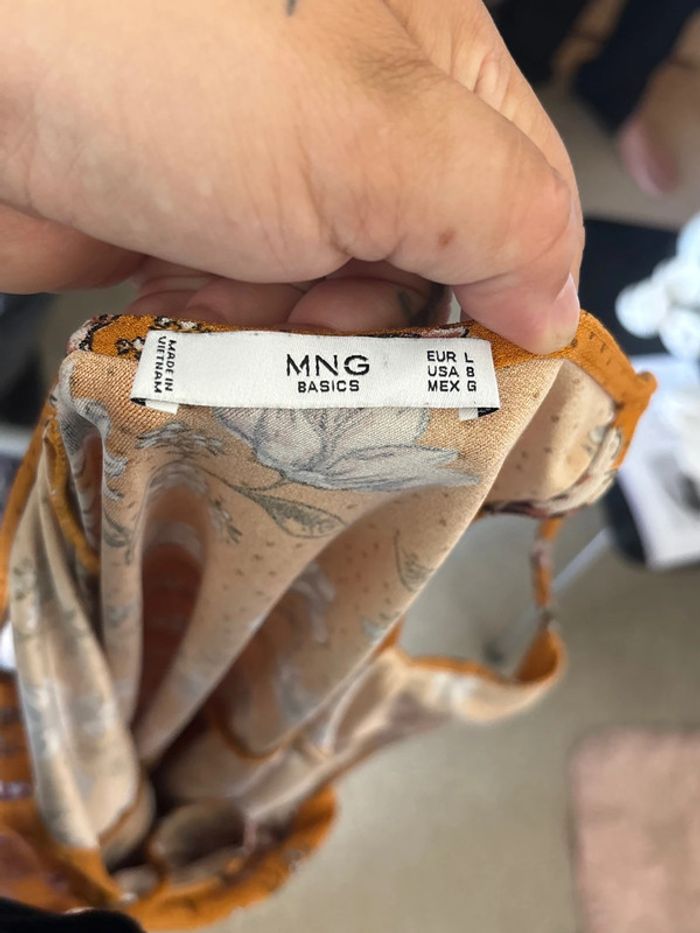 MADE IN
VIETNAM
MNG
BASICS
EUR L
USA 8
MEX G